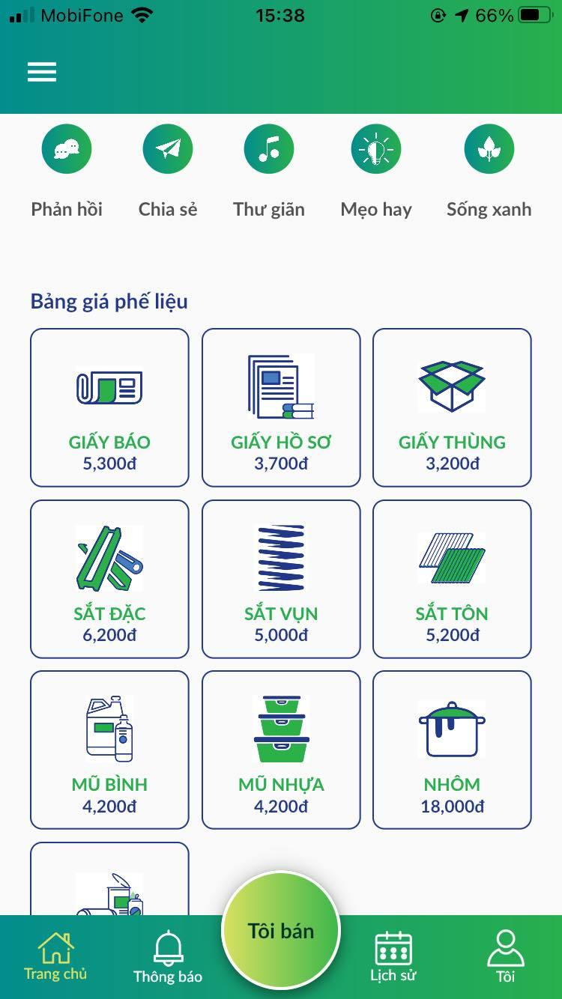 MobiFone
15:38
66%
Phản hồi
Chia sẻ
Thư giãn
Mẹo hay
Sống xanh
Bảng giá phế liệu
GIẤY BÁO
5,300đ
GIẤY HỒ SƠ
3,700đ
GIẤY THÙNG
3,200đ
SẮT ĐẶC
6,200đ
SẮT VỤN
5,000đ
SẮT TÔN
5,200đ
MŨ BÌNH
4,200đ
MŨ NHỰA
4,200đ
NHÔM
18,000đ
Trang chủ
Thông báo
Tôi bán
Lịch sử
Tôi